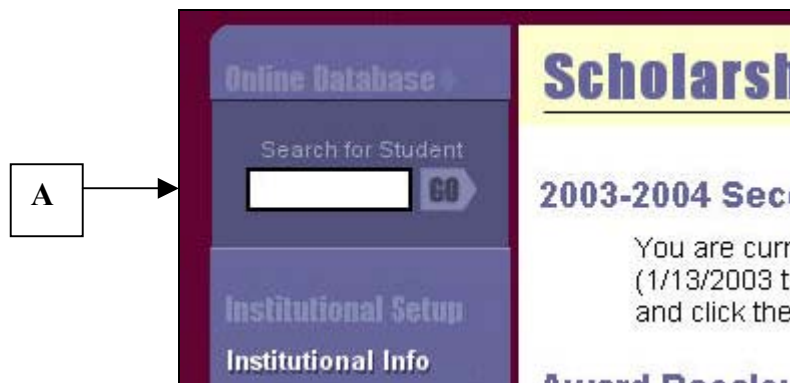 A
Online Database
Search for Student
GO
Institutional Setup
Institutional Info
Scholarsh
2003-2004 Sec
You are curr
(1/13/2003 t
and click the
Award